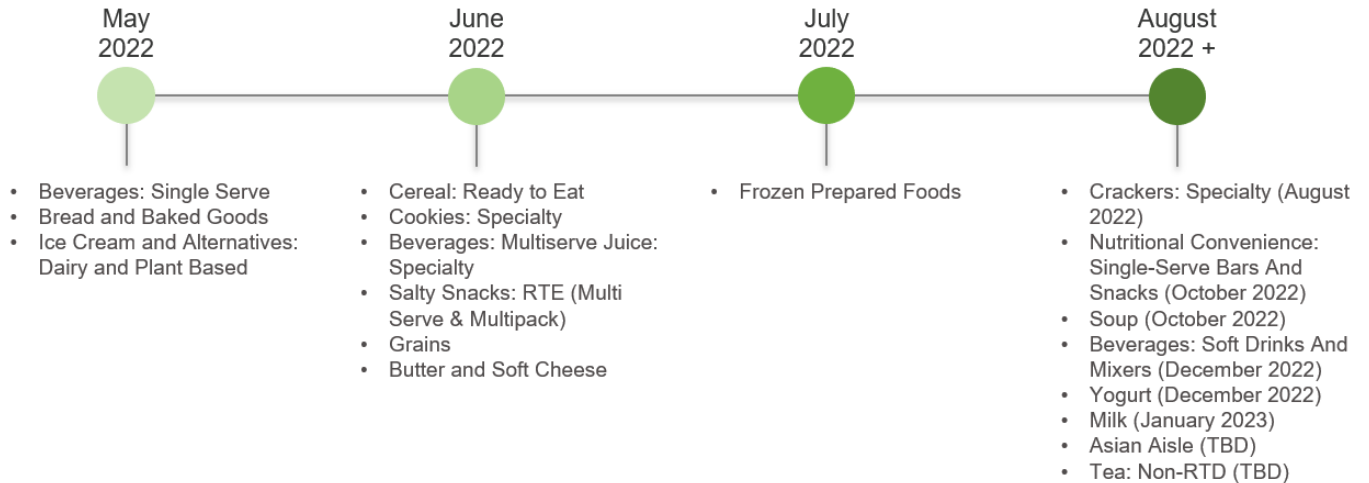 May
2022
• Beverages: Single Serve
• Bread and Baked Goods
• Ice Cream and Alternatives:
Dairy and Plant Based
June
2022
• Cereal: Ready to Eat
• Cookies: Specialty
• Beverages: Multiserve Juice:
Specialty
• Salty Snacks: RTE (Multi
Serve & Multipack)
• Grains
• Butter and Soft Cheese
July
2022
• Frozen Prepared Foods
August
2022 +
• Crackers: Specialty (August
2022)
• Nutritional Convenience:
Single-Serve Bars And
Snacks (October 2022)
• Soup (October 2022)
• Beverages: Soft Drinks And
Mixers (December 2022)
• Yogurt (December 2022)
• Milk (January 2023)
• Asian Aisle (TBD)
• Tea: Non-RTD (TBD)